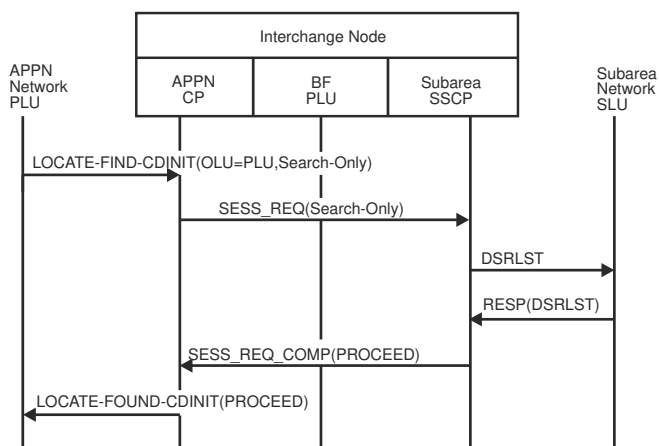 Interchange Node
APPN
Network
PLU
APPN
CP
BF
PLU
Subarea
SSCP
Subarea
Network
SLU
LOCATE-FIND-CDINIT(OLU=PLU,Search-Only)
SESS_REQ(Search-Only)
DSRLST
RESP(DSRLST)
SESS_REQ_COMP(PROCEED)
LOCATE-FOUND-CDINIT(PROCEED)